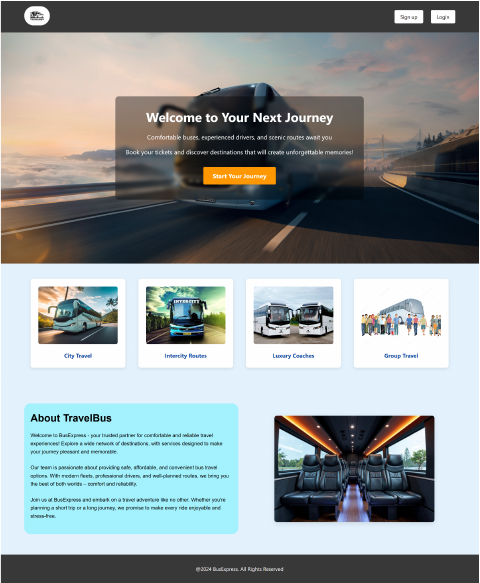 Sign up
Login
Welcome to Your Next Journey
Comfortable buses, experienced drivers, and scenic routes await you
Book your tickets and discover destinations that will create unforgettable memories!
Start Your Journey
INTERCITY
City Travel
Intercity Routes
Luxury Coaches
Group Travel
About TravelBus
Welcome to BusExpress - your trusted partner for comfortable and reliable travel
experiences! Explore a wide network of destinations, with services designed to make
your journey pleasant and memorable.
Our team is passionate about providing safe, affordable, and convenient bus travel
options. With modern fleets, professional drivers, and well-planned routes, we bring you
the best of both worlds – comfort and reliability.
Join us at BusExpress and embark on a travel adventure like no other. Whether you're
planning a short trip or a long journey, we promise to make every ride enjoyable and
stress-free.
@2024 BusExpress. All Rights Reserved